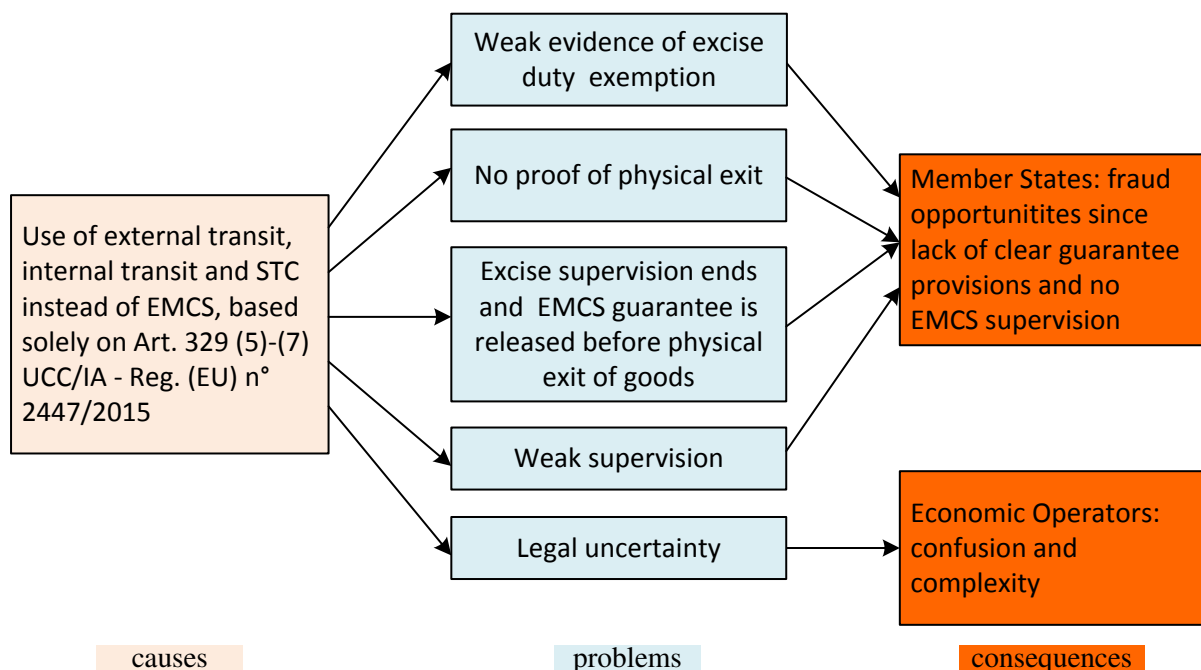 Weak evidence of excise
duty exemption
No proof of physical exit
Use of external transit,
internal transit and STC
instead of EMCS, based
solely on Art. 329 (5)-(7)
UCC/IA - Reg. (EU) n°
2447/2015
Excise supervision ends
and EMCS guarantee is
released before physical
exit of goods
Weak supervision
Legal uncertainty
Member States: fraud
opportunitites since
lack of clear guarantee
provisions and no
EMCS supervision
Economic Operators:
confusion and
complexity
causes
problems
consequences